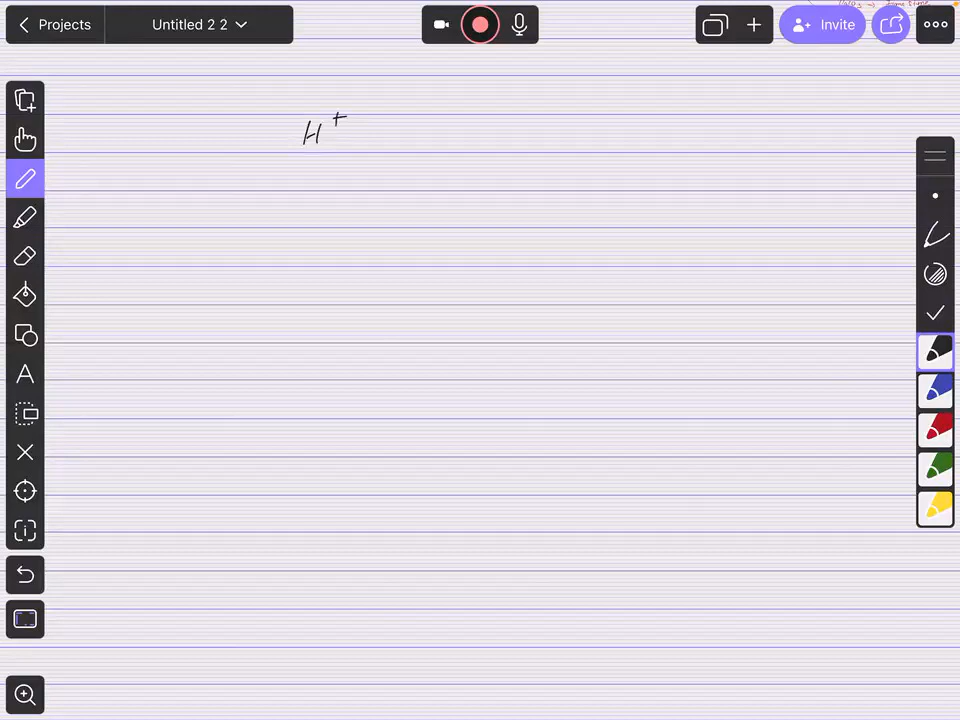 Projects
Untitled 2 2
Invite
H⁺
A